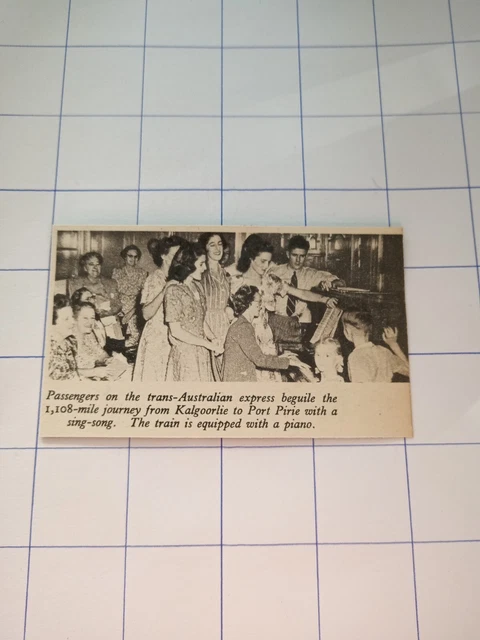 Passengers on the trans-Australian express beguile the
1,108-mile journey from Kalgoorlie to Port Pirie with a
sing-song. The train is equipped with a piano.